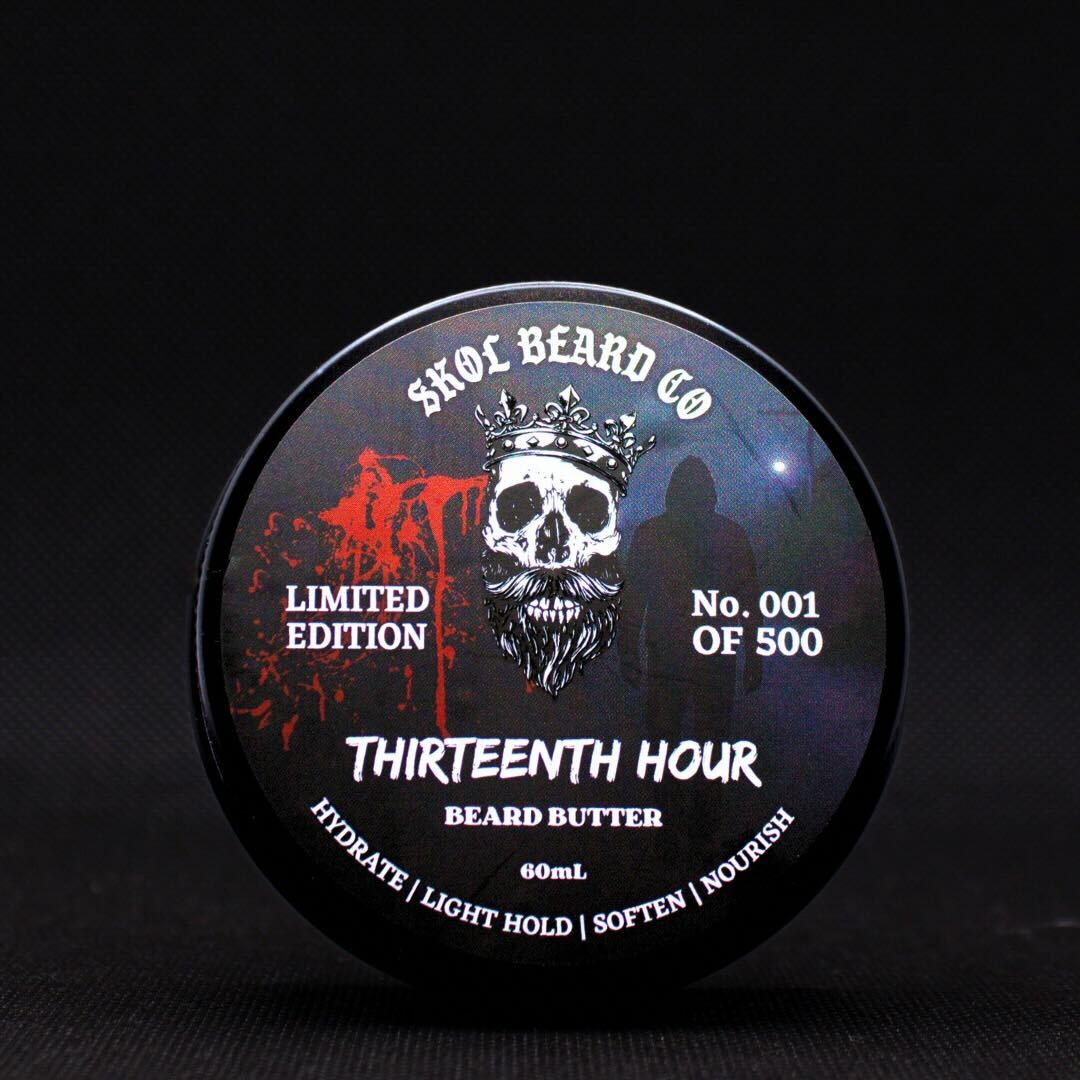 SKOL BEARD CO
LIMITED
EDITION
No. 001
OF 500
THIRTEENTH HOUR
BEARD BUTTER
60mL
HYDRATE | LIGHT HOLD | SOFTEN | NOURISH